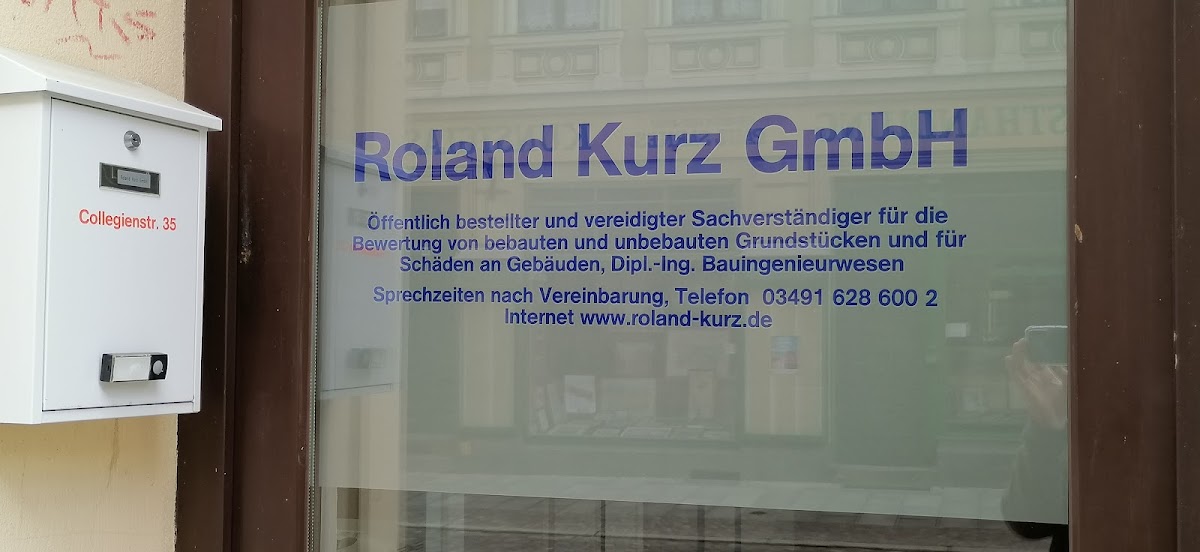 Collegienstr. 35
Roland Kurz GmbH
Öffentlich bestellter und vereidigter Sachverständiger für die
Bewertung von bebauten und unbebauten Grundstücken und für
Schäden an Gebäuden, Dipl.-Ing. Bauingenieurwesen
Sprechzeiten nach Vereinbarung, Telefon 03491 628 600 2
Internet www.roland-kurz.de